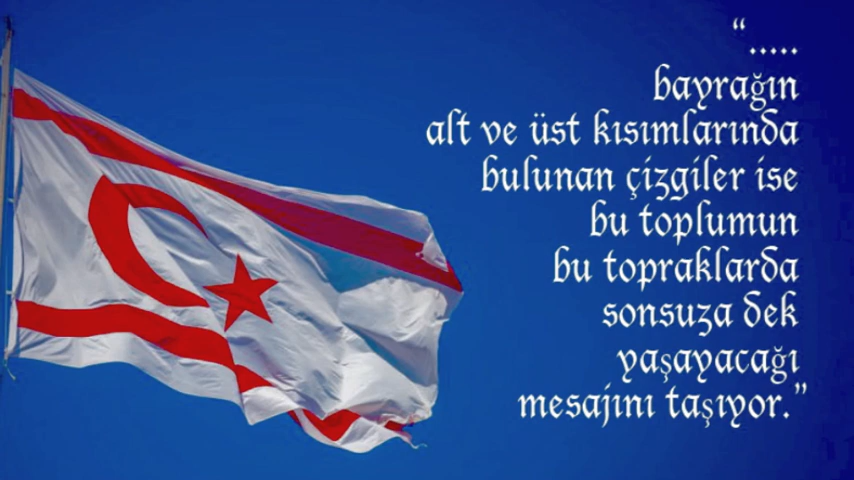 “.....
bayrağın
alt ve üst kısımlarında
bulunan çizgiler ise
bu toplumun
bu topraklarda
sonsuza dek
yaşayacağı
mesajını taşıyor.”